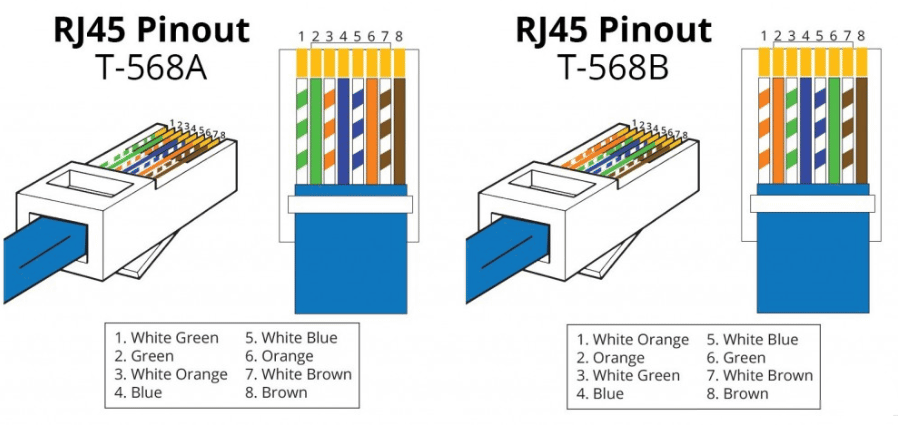 RJ45 Pinout
T-568A
1 2 3 4 5 6 7 8
12345678
1. White Green
2. Green
3. White Orange
4. Blue
5. White Blue
6. Orange
7. White Brown
8. Brown
RJ45 Pinout
T-568B
1 2 3 4 5 6 7 8
12345678
1. White Orange
2. Orange
3. White Green
4. Blue
5. White Blue
6. Green
7. White Brown
8. Brown